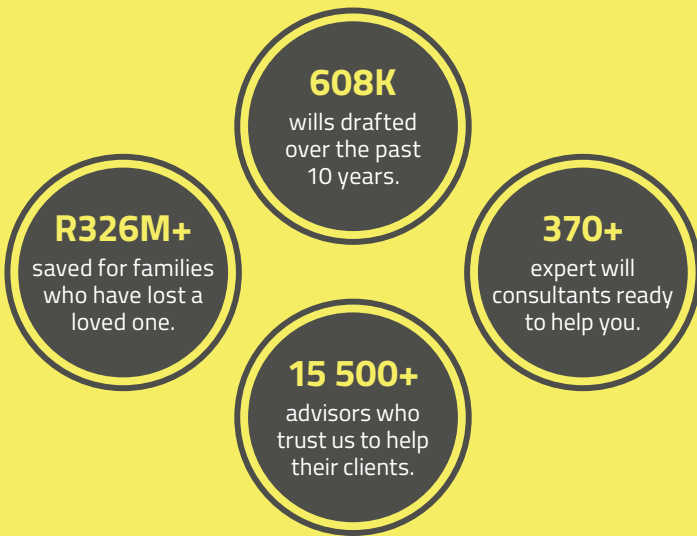 608K
wills drafted
over the past
10 years.
R326M+
saved for families
who have lost a
loved one.
370+
expert will
consultants ready
to help you.
15 500+
advisors who
trust us to help
their clients.